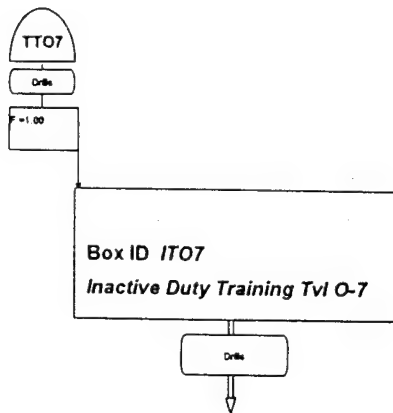 TTO7
Drills
F =1.00
Box ID ITO7
Inactive Duty Training Tvl O-7
Drills